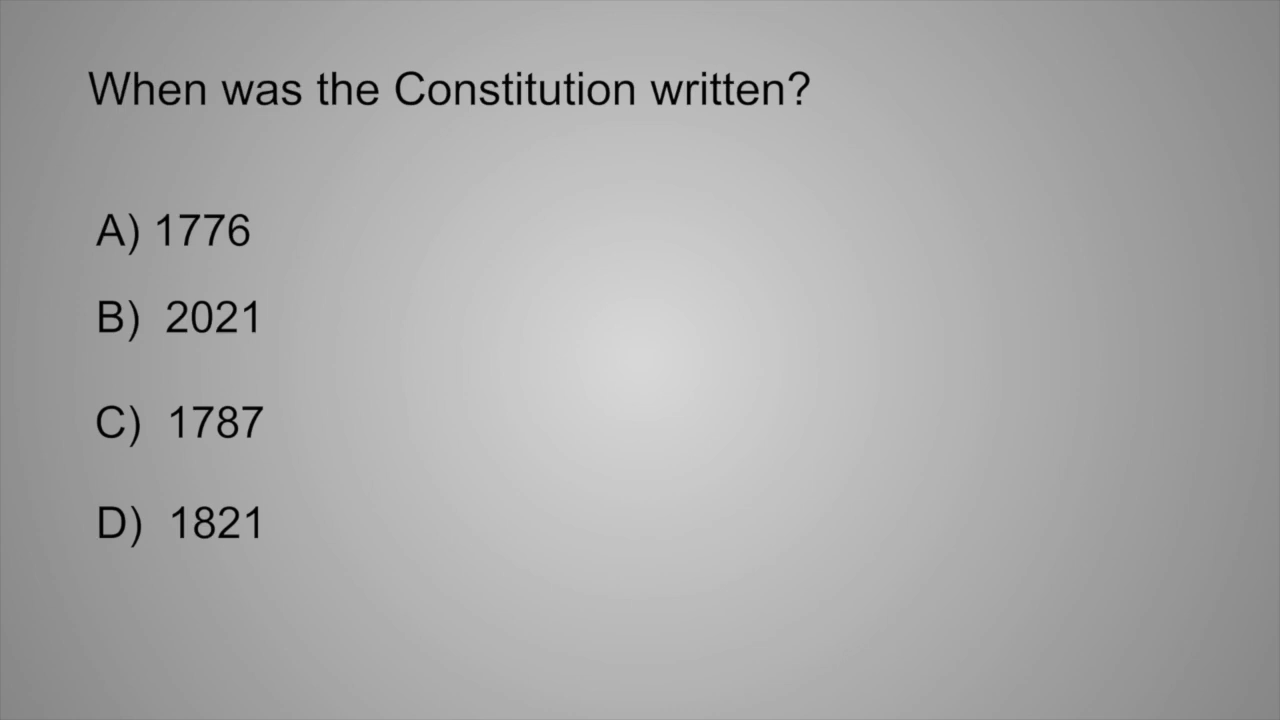 When was the Constitution written?
A) 1776
B) 2021
C) 1787
D) 1821